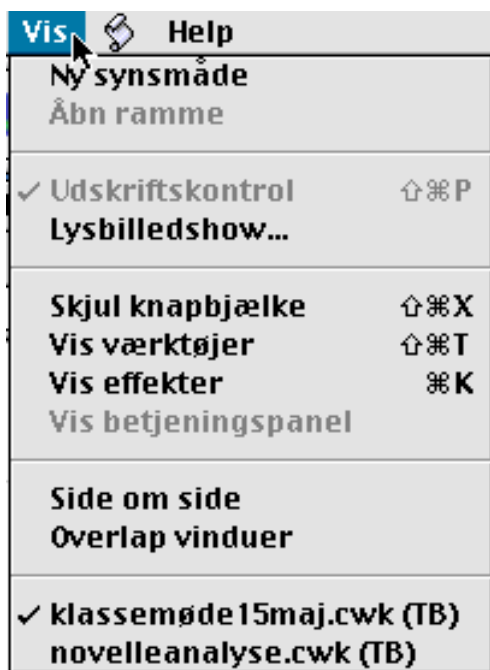 Vis Help
Ny synsmåde
Åbn ramme
✓ Udskriftskontrol ⇧⌘P
Lysbilledshow...
Skjul knapbjælke ⇧⌘X
Vis værktøjer ⇧⌘T
Vis effekter ⌘K
Vis betjeningspanel
Side om side
Overlap vinduer
✓ klassemøde15maj.cwk (TB)
novelleanalyse.cwk (TB)